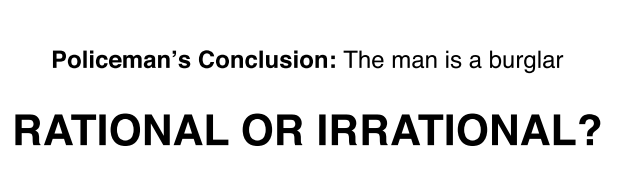 Policeman’s Conclusion: The man is a burglar
RATIONAL OR IRRATIONAL?